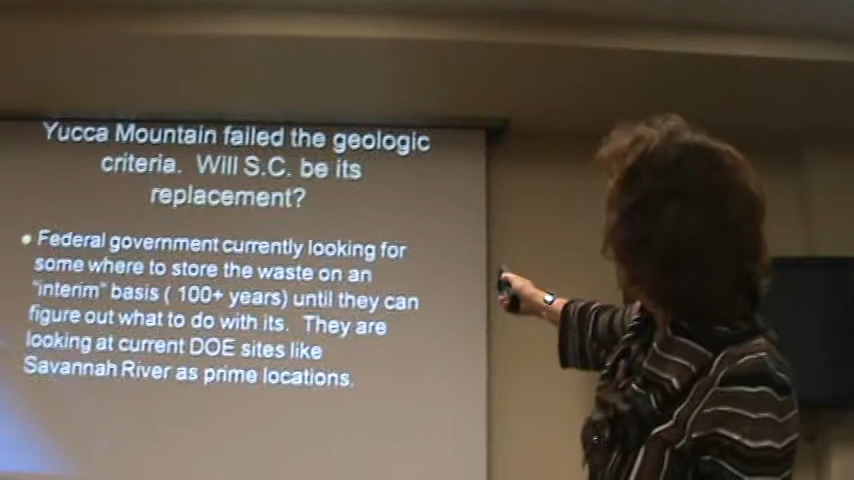 Yucca Mountain failed the geologic
criteria. Will S.C. be its
replacement?
Federal government currently looking for
some where to store the waste on an
"interim" basis ( 100+ years) until they can
figure out what to do with its. They are
looking at current DOE sites like
Savannah River as prime locations.